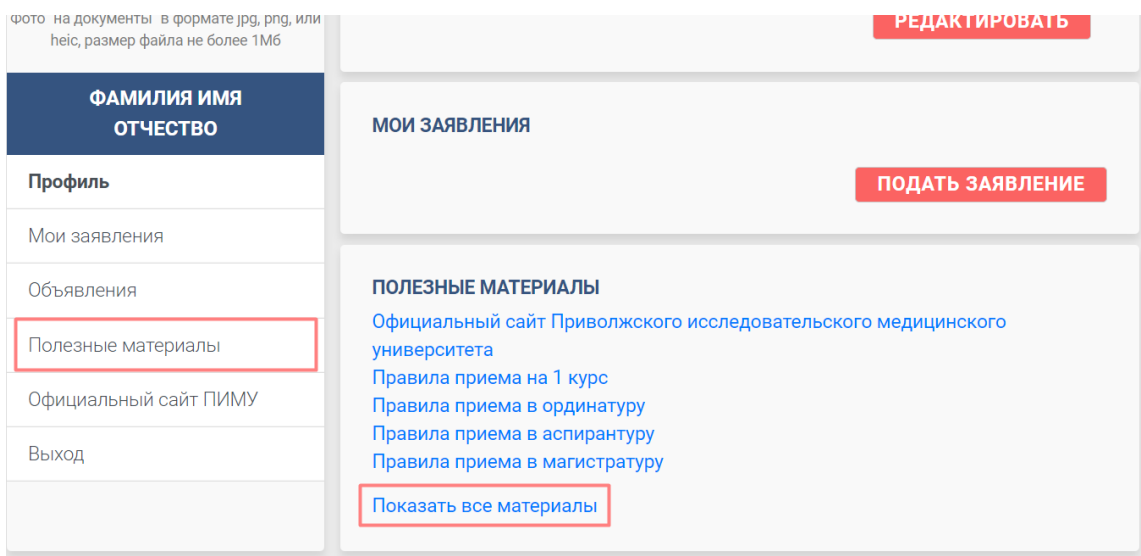 Фото "на документы" в формате jpg, png, или
heic, размер файла не более 1Мб
ФАМИЛИЯ ИМЯ
ОТЧЕСТВО
Профиль
Мои заявления
Объявления
Полезные материалы
Официальный сайт ПИМУ
Выход
РЕДАКТИРОВАТЬ
МОИ ЗАЯВЛЕНИЯ
ПОДАТЬ ЗАЯВЛЕНИЕ
ПОЛЕЗНЫЕ МАТЕРИАЛЫ
Официальный сайт Приволжского исследовательского медицинского
университета
Правила приема на 1 курс
Правила приема в ординатуру
Правила приема в аспирантуру
Правила приема в магистратуру
Показать все материалы